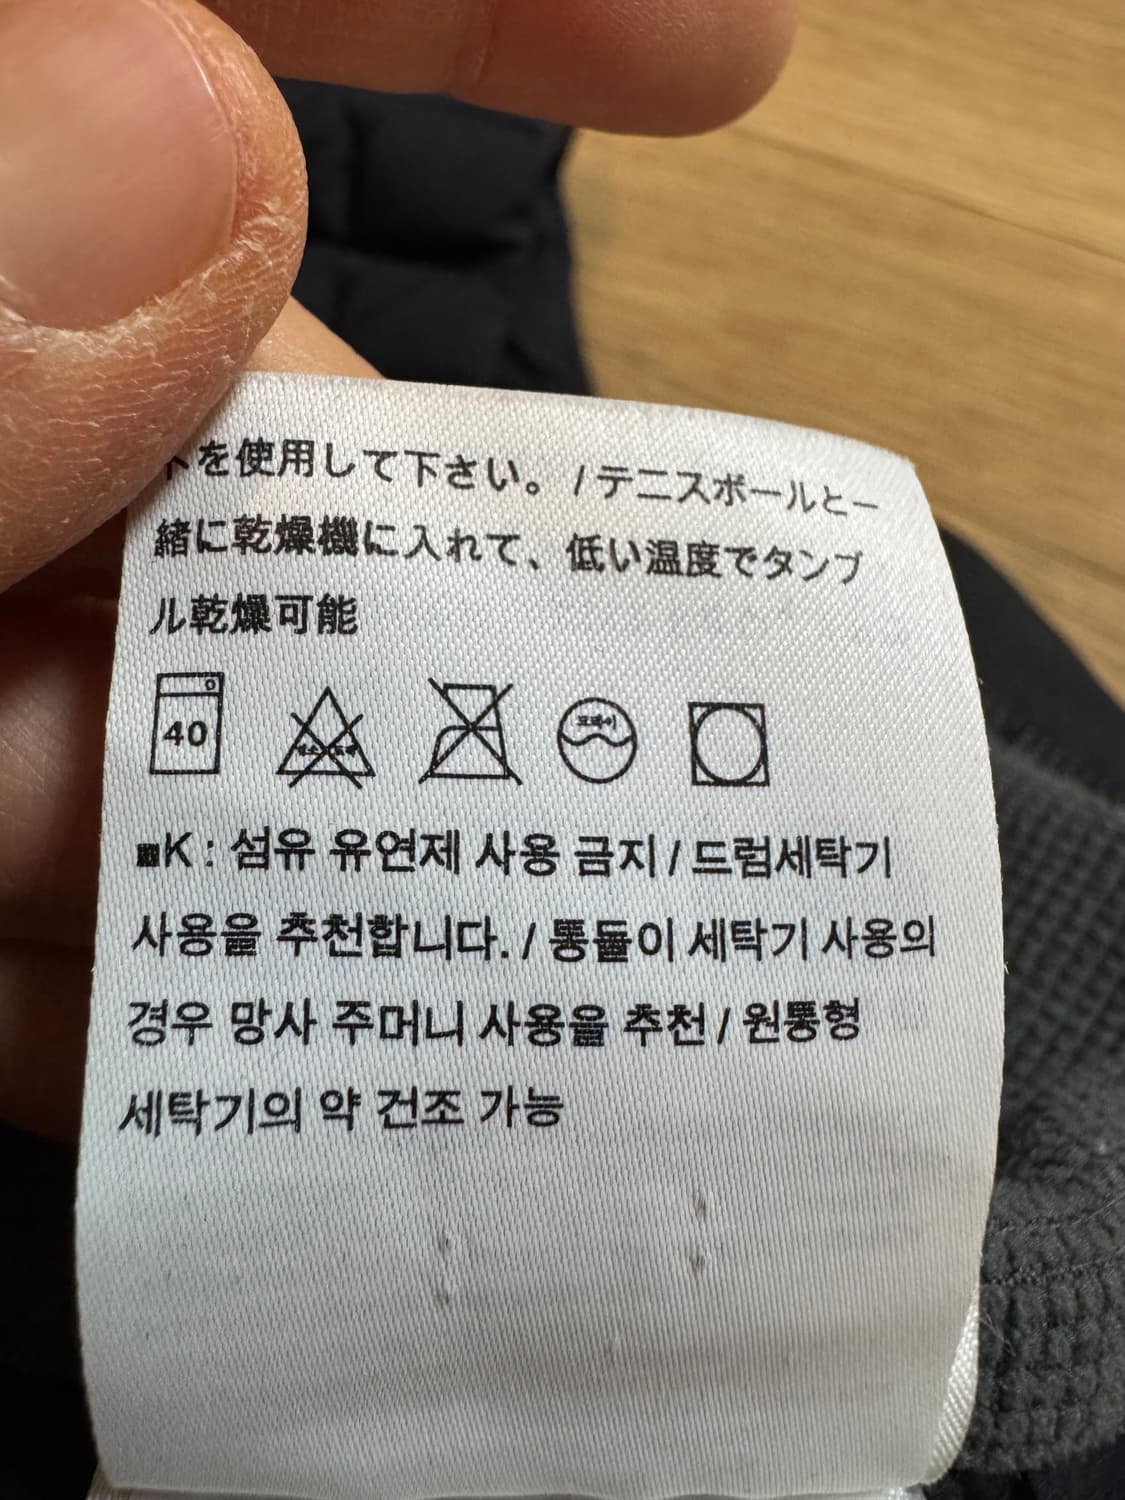 を使用して下さい。 / テニスボールと一
緒に乾燥機に入れて、低い温度でタンブ
ル乾燥可能
40
드라이
K : 섬유 유연제 사용 금지 / 드럼세탁기
사용을 추천합니다. / 통돌이 세탁기 사용의
경우 망사 주머니 사용을 추천 / 원통형
세탁기의 약 건조 가능